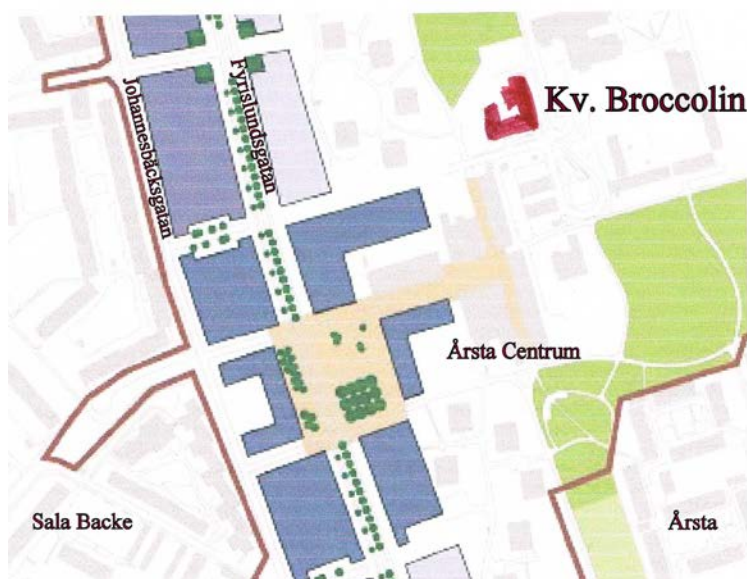 Johannesbäcksgatan
Fyrislundsgatan
Kv. Broccolin
Årsta Centrum
Sala Backe
Årsta